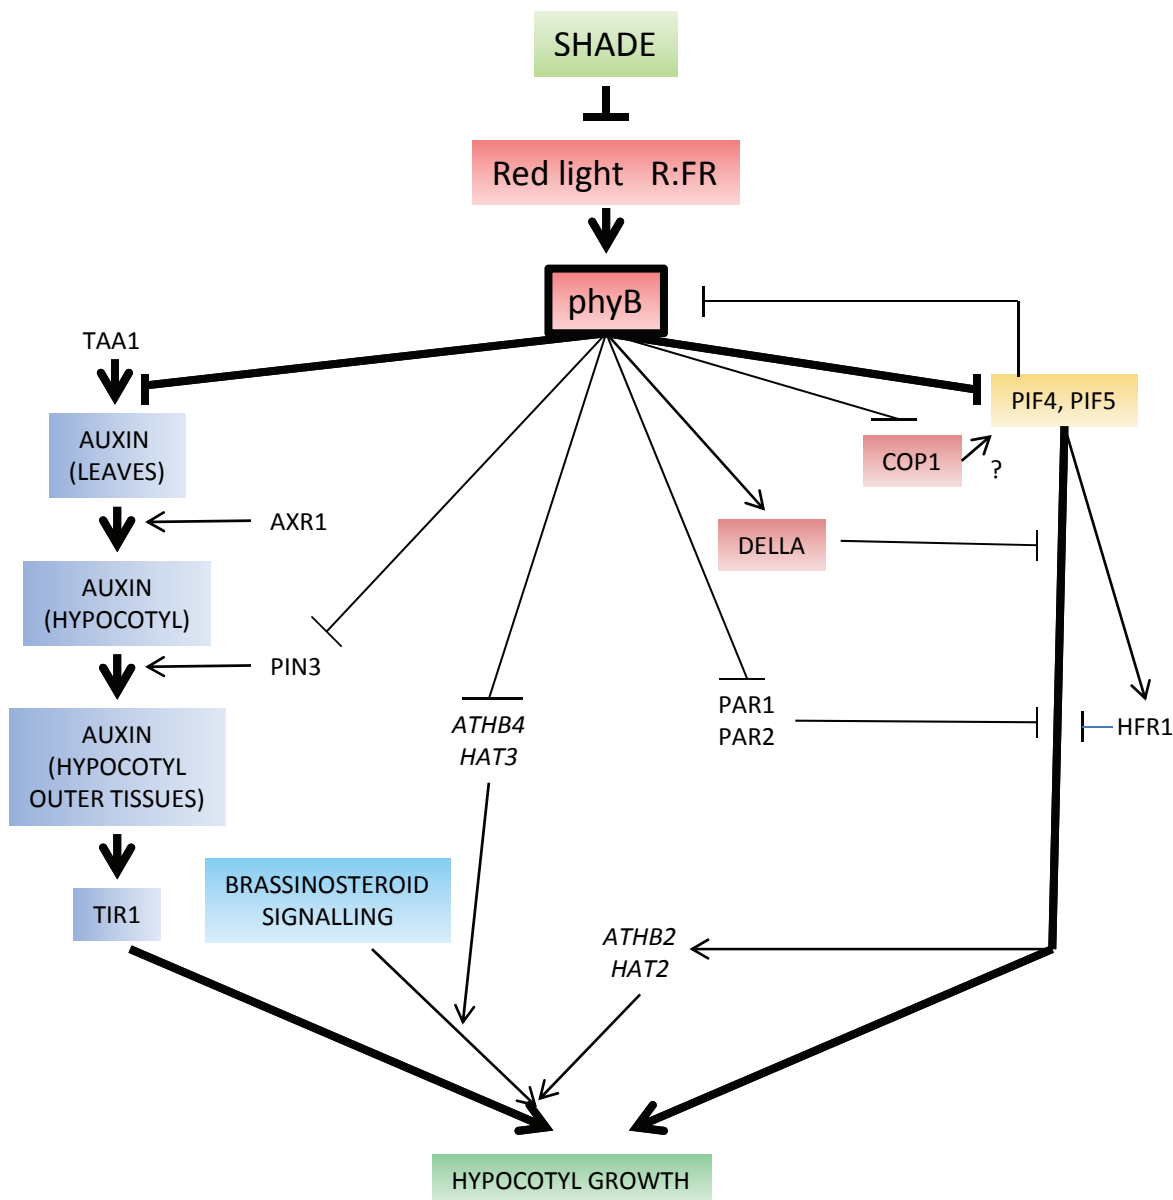 SHADE
Red light R:FR
phyB
TAA1
PIF4, PIF5
AUXIN
(LEAVES)
COP1
?
AXR1
DELLA
AUXIN
(HYPOCOTYL)
PIN3
PAR1
PAR2
HFR1
ATHB4
HAT3
AUXIN
(HYPOCOTYL
OUTER TISSUES)
BRASSINOSTEROID
SIGNALLING
TIR1
ATHB2
HAT2
HYPOCOTYL GROWTH